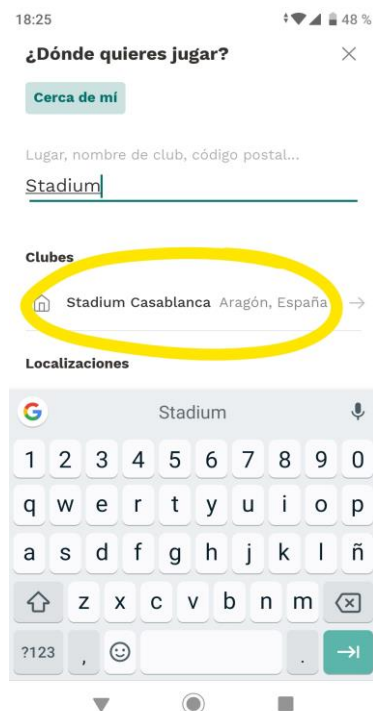 18:25 48 %
¿Dónde quieres jugar?
Cerca de mí
Lugar, nombre de club, código postal...
Stadium
Clubes
Stadium Casablanca Aragón, España
Localizaciones
G Stadium
1 2 3 4 5 6 7 8 9 0
q w e r t y u i o p
a s d f g h j k l ñ
z x c v b n m
?123 , .